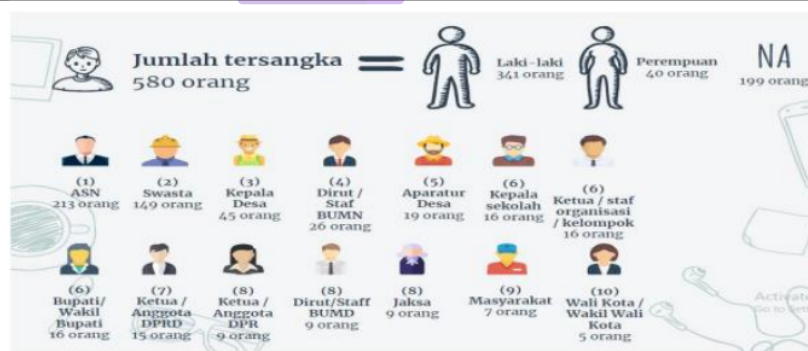 Jumlah tersangka
580 orang
Laki-laki
341 orang
Perempuan
40 orang
NA
199 orang
(1)
ASN
213 orang
(2)
Swasta
149 orang
(3)
Kepala
Desa
45 orang
(4)
Dirut /
Staf
BUMN
26 orang
(5)
Aparatur
Desa
19 orang
(6)
Kepala
sekolah
16 orang
(6)
Ketua / staf
organisasi
/ kelompok
16 orang
(6)
Bupati/
Wakil
Bupati
16 orang
(7)
Ketua /
Anggota
DPRD
15 orang
(8)
Ketua /
Anggota
DPR
9 orang
(8)
Dirut/Staff
BUMD
9 orang
(8)
Jaksa
9 orang
(9)
Masyarakat
7 orang
(10)
Wali Kota /
Wakil Wali
Kota
5 orang
Activat
Go to Sett